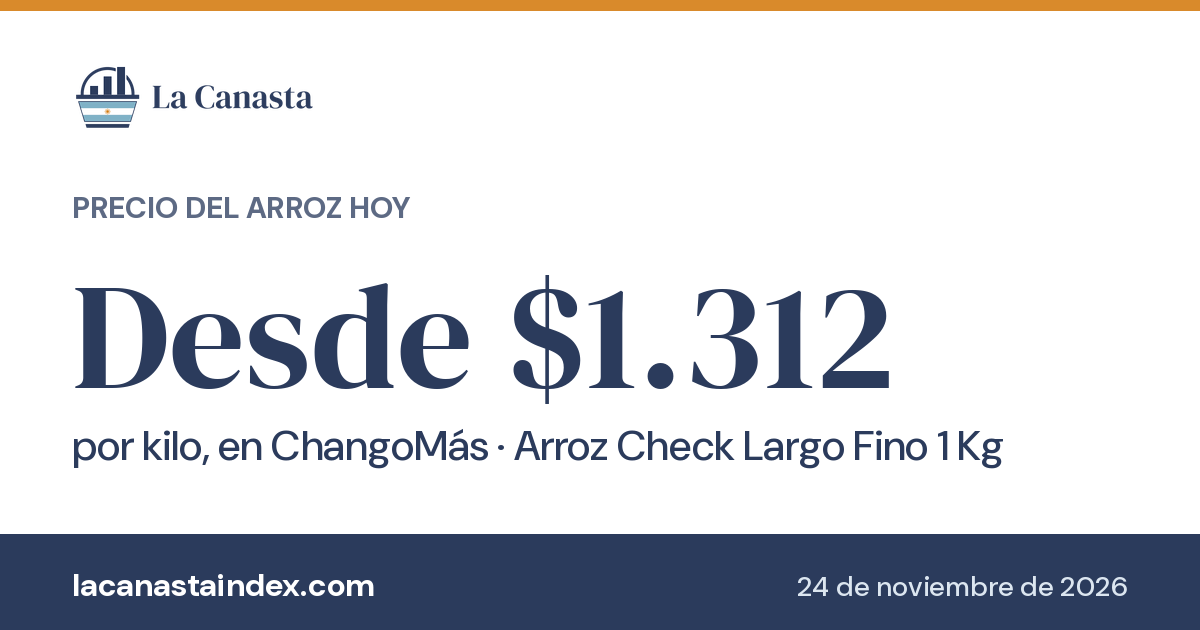 La Canasta
PRECIO DEL ARROZ HOY
Desde $1.312
por kilo, en ChangoMás · Arroz Check Largo Fino 1 Kg
lacanastaindex.com
24 de noviembre de 2026